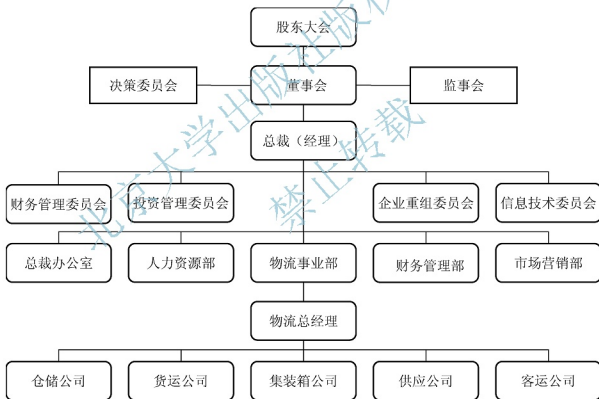 股东大会
决策委员会
董事会
监事会
总裁（经理）
财务管理委员会
投资管理委员会
企业重组委员会
信息技术委员会
总裁办公室
人力资源部
物流事业部
财务管理部
市场营销部
物流总经理
仓储公司
货运公司
集装箱公司
供应公司
客运公司
北京大学出版社版权
禁止转载